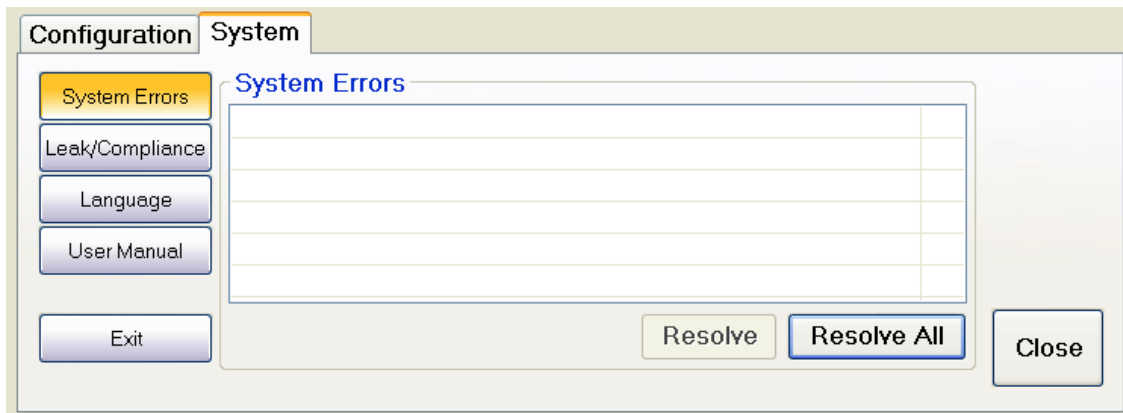 Configuration System
System Errors
System Errors
Leak/Compliance
Language
User Manual
Exit
Resolve Resolve All
Close